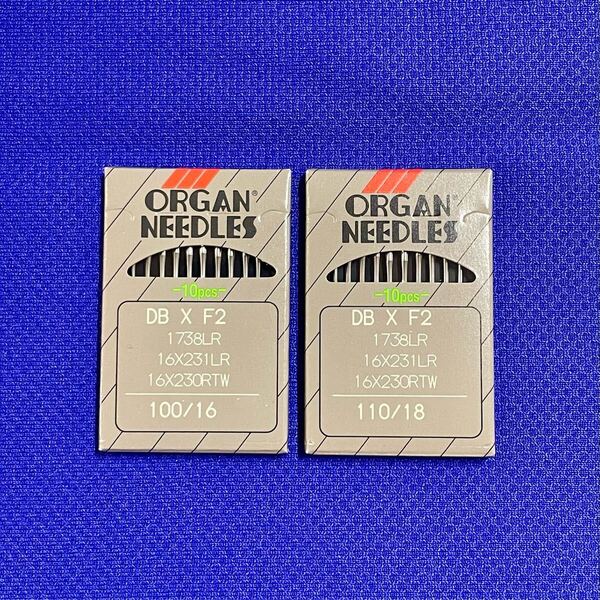 ORGAN®
NEEDLES
-10pcs-
DB X F2
1738LR
16X231LR
16X230RTW
100/16
ORGAN®
NEEDLES
-10pcs-
DB X F2
1738LR
16X231LR
16X230RTW
110/18